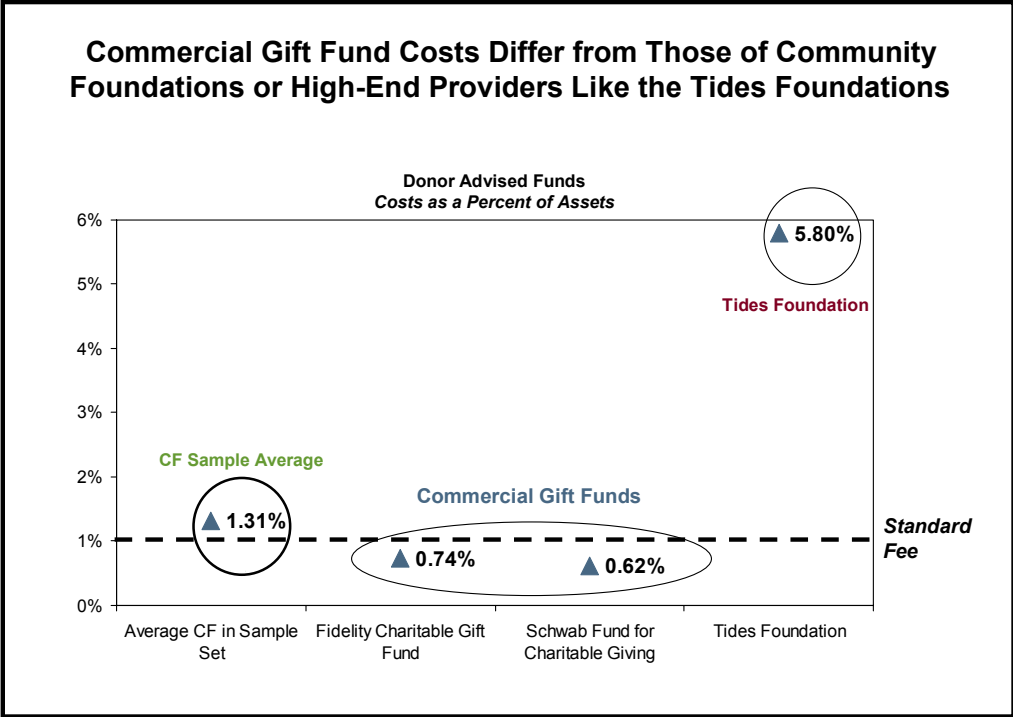 Commercial Gift Fund Costs Differ from Those of Community
Foundations or High-End Providers Like the Tides Foundations
Donor Advised Funds
Costs as a Percent of Assets
6%
5%
4%
3%
2%
1%
0%
5.80%
Tides Foundation
CF Sample Average
1.31%
Commercial Gift Funds
0.74%
0.62%
Standard
Fee
Average CF in Sample
Set
Fidelity Charitable Gift
Fund
Schwab Fund for
Charitable Giving
Tides Foundation